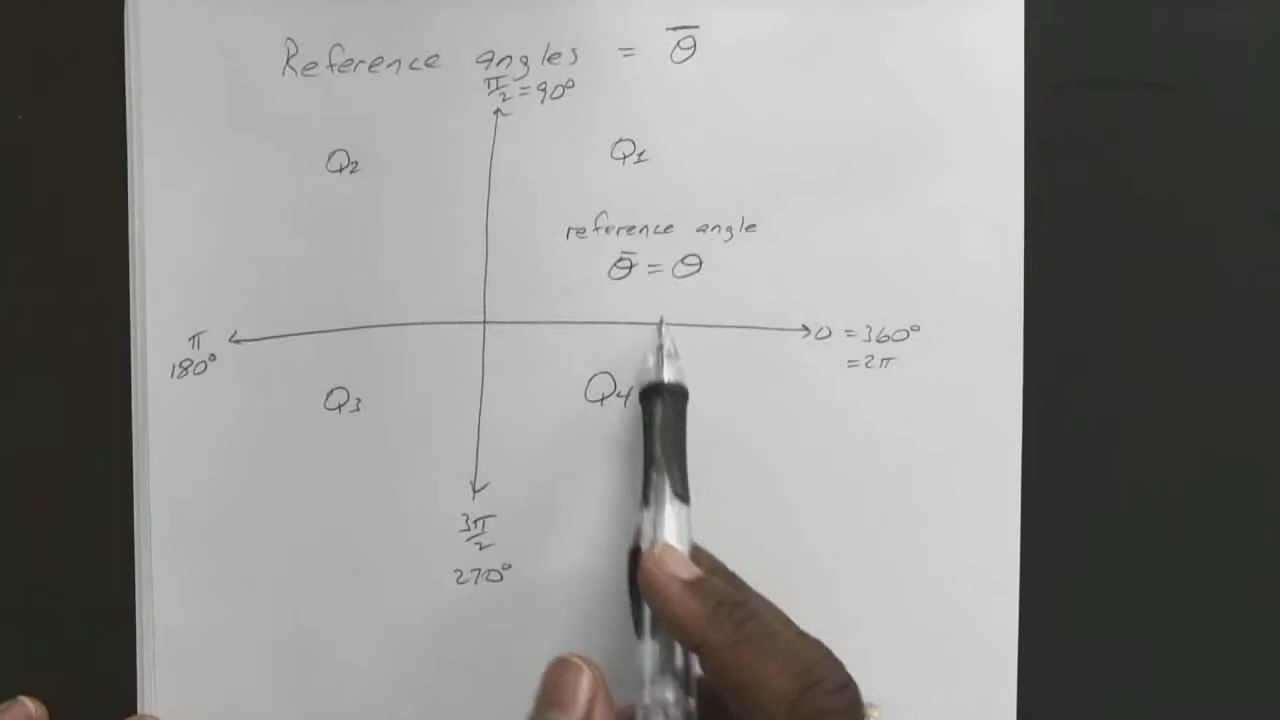 Reference angles = θ̅
π/2 = 90°
Q2
Q1
reference angle
θ̅ = θ
π
180°
0 = 360°
= 2π
Q3
Q4
3π/2
270°